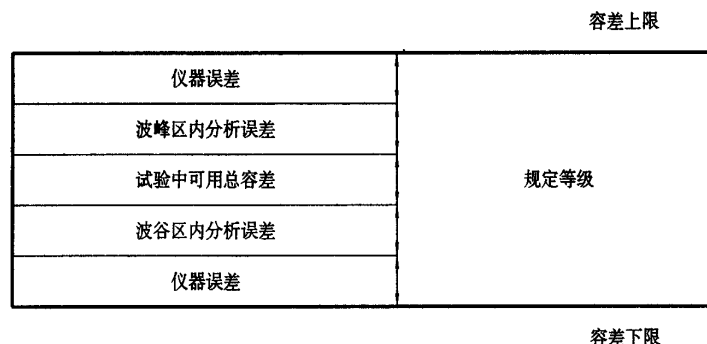 容差上限
仪器误差
波峰区内分析误差
试验中可用总容差
规定等级
波谷区内分析误差
仪器误差
容差下限